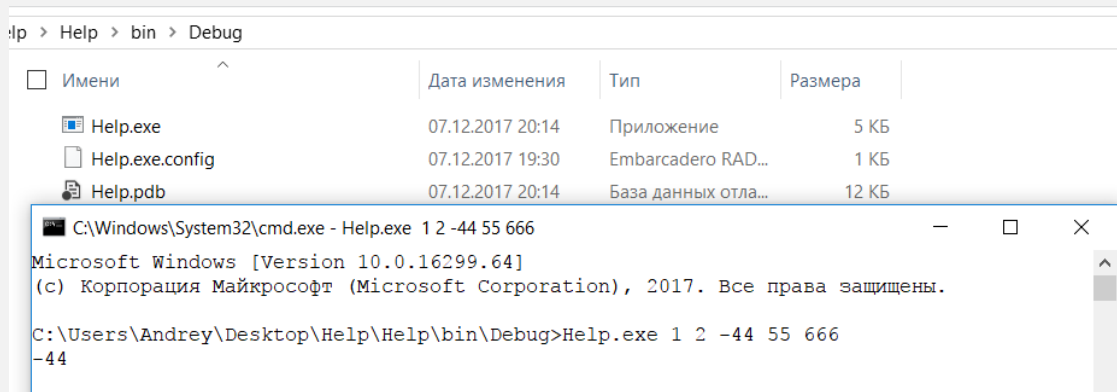 lp > Help > bin > Debug
Имени Дата изменения Тип Размера
Help.exe 07.12.2017 20:14 Приложение 5 КБ
Help.exe.config 07.12.2017 19:30 Embarcadero RAD... 1 КБ
Help.pdb 07.12.2017 20:14 База данных отла... 12 КБ
C:\Windows\System32\cmd.exe - Help.exe 1 2 -44 55 666
Microsoft Windows [Version 10.0.16299.64]
(c) Корпорация Майкрософт (Microsoft Corporation), 2017. Все права защищены.
C:\Users\Andrey\Desktop\Help\Help\bin\Debug>Help.exe 1 2 -44 55 666
-44